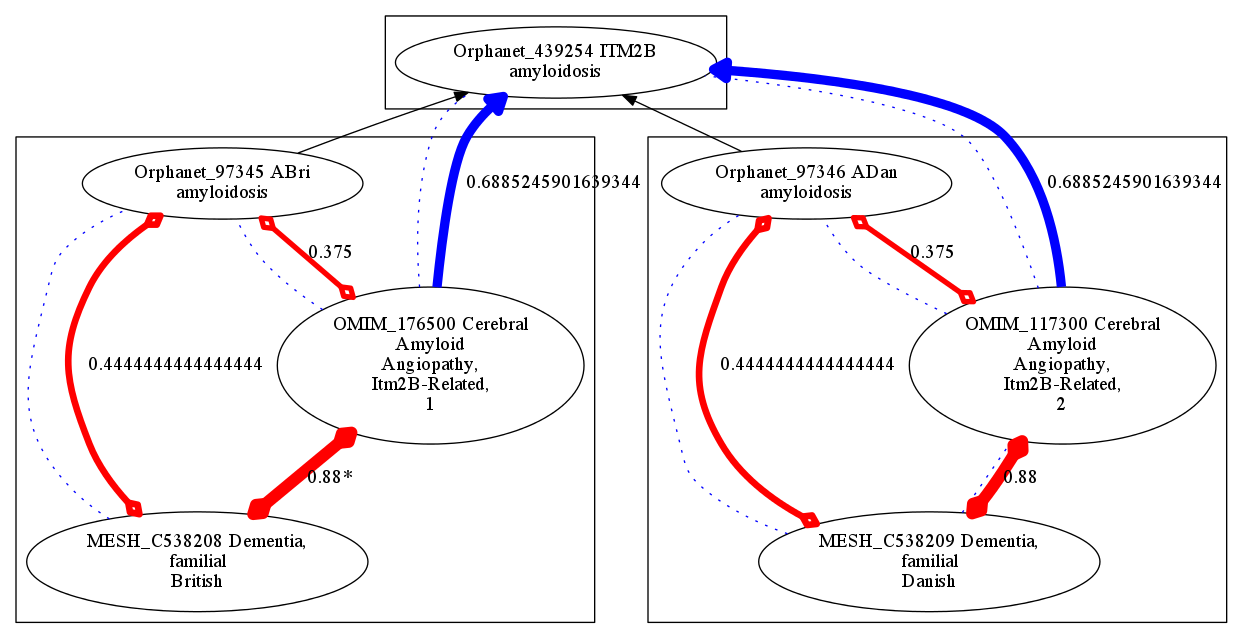 Orphanet_439254 ITM2B
amyloidosis
Orphanet_97345 ABri
amyloidosis
0.6885245901639344
Orphanet_97346 ADan
amyloidosis
0.6885245901639344
0.375
0.375
0.4444444444444444
OMIM_176500 Cerebral
Amyloid
Angiopathy,
Itm2B-Related,
1
0.4444444444444444
OMIM_117300 Cerebral
Amyloid
Angiopathy,
Itm2B-Related,
2
0.88*
0.88
MESH_C538208 Dementia,
familial
British
MESH_C538209 Dementia,
familial
Danish